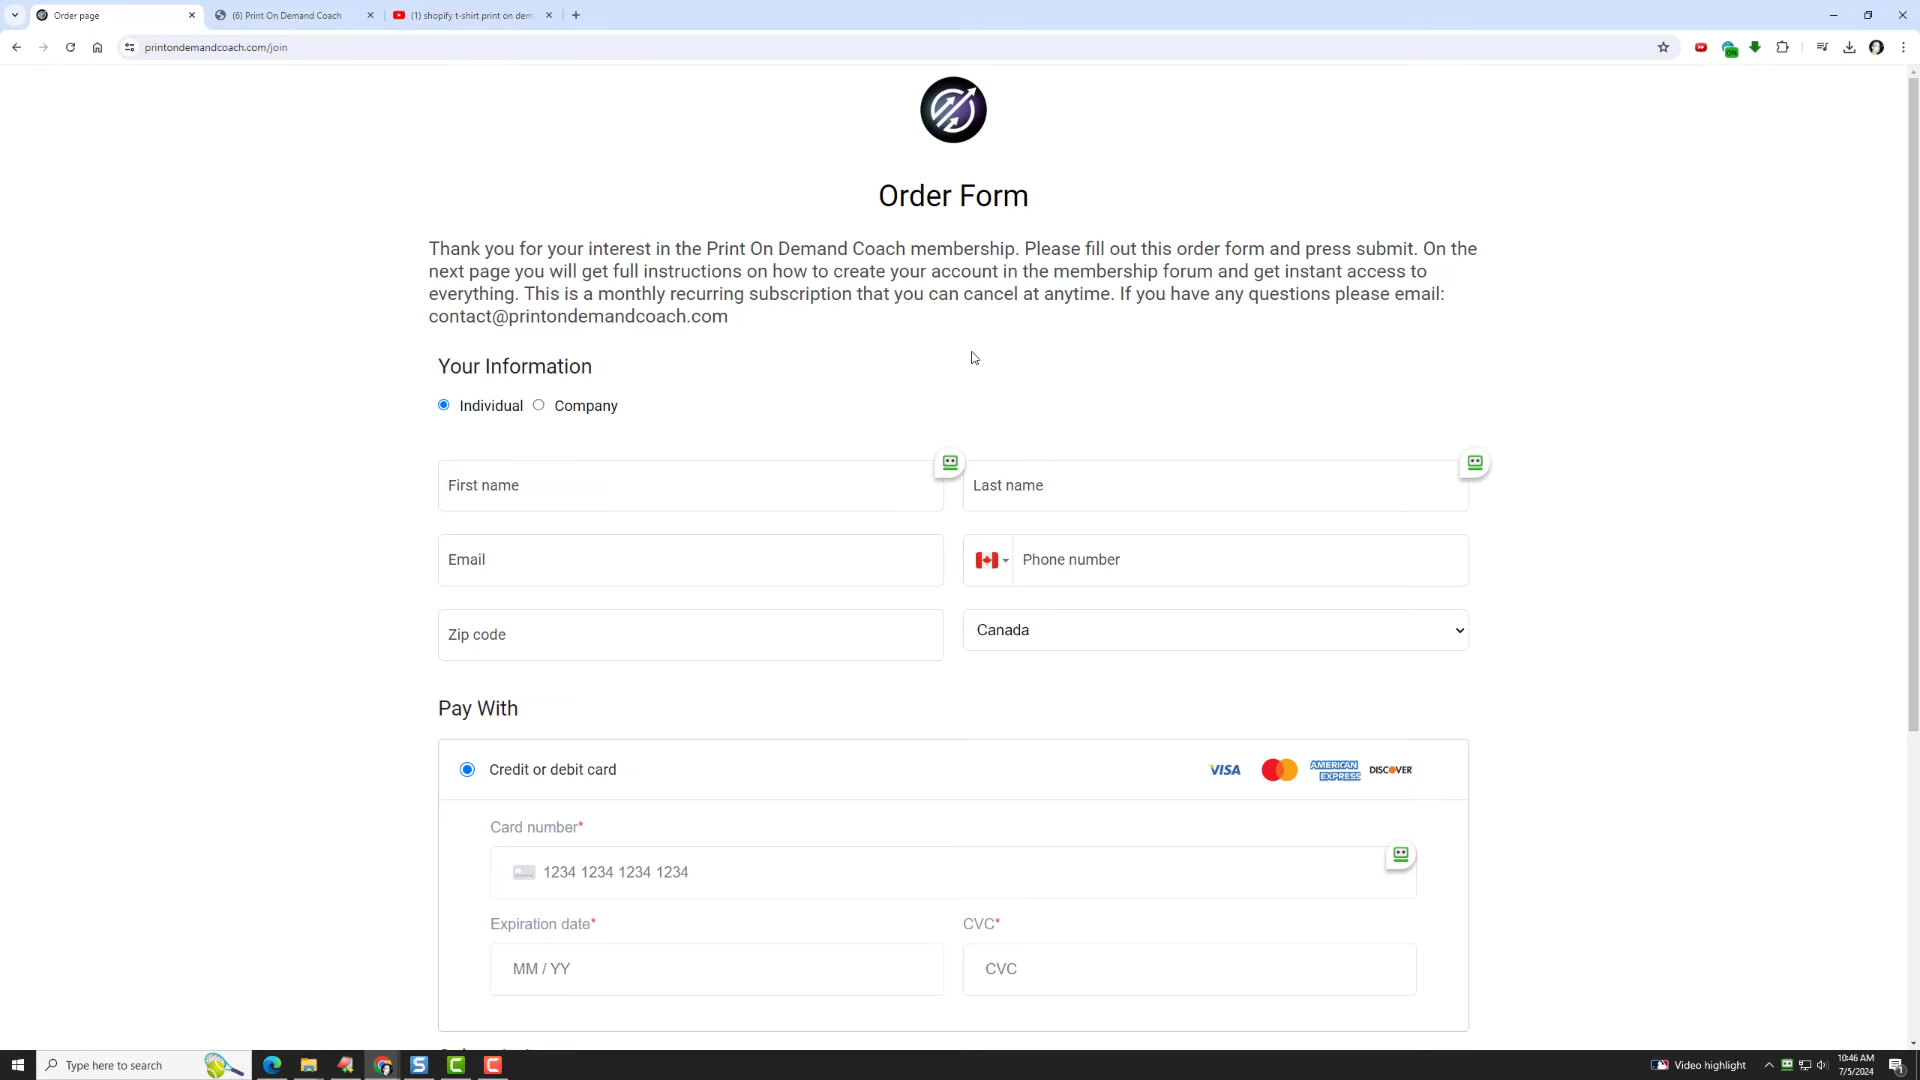 Order page
(6) Print On Demand Coach
(1) shopify t-shirt print on dem
printondemandcoach.com/join
ON
Order Form
Thank you for your interest in the Print On Demand Coach membership. Please fill out this order form and press submit. On the
next page you will get full instructions on how to create your account in the membership forum and get instant access to
everything. This is a monthly recurring subscription that you can cancel at anytime. If you have any questions please email:
contact@printondemandcoach.com
Your Information
Individual Company
First name
Last name
Email
Phone number
Zip code
Canada
Pay With
Credit or debit card
VISA
AMERICAN EXPRESS
DISCOVER
Card number*
1234 1234 1234 1234
Expiration date*
CVC*
MM / YY
CVC
Type here to search
Video highlight
10:46 AM
7/5/2024